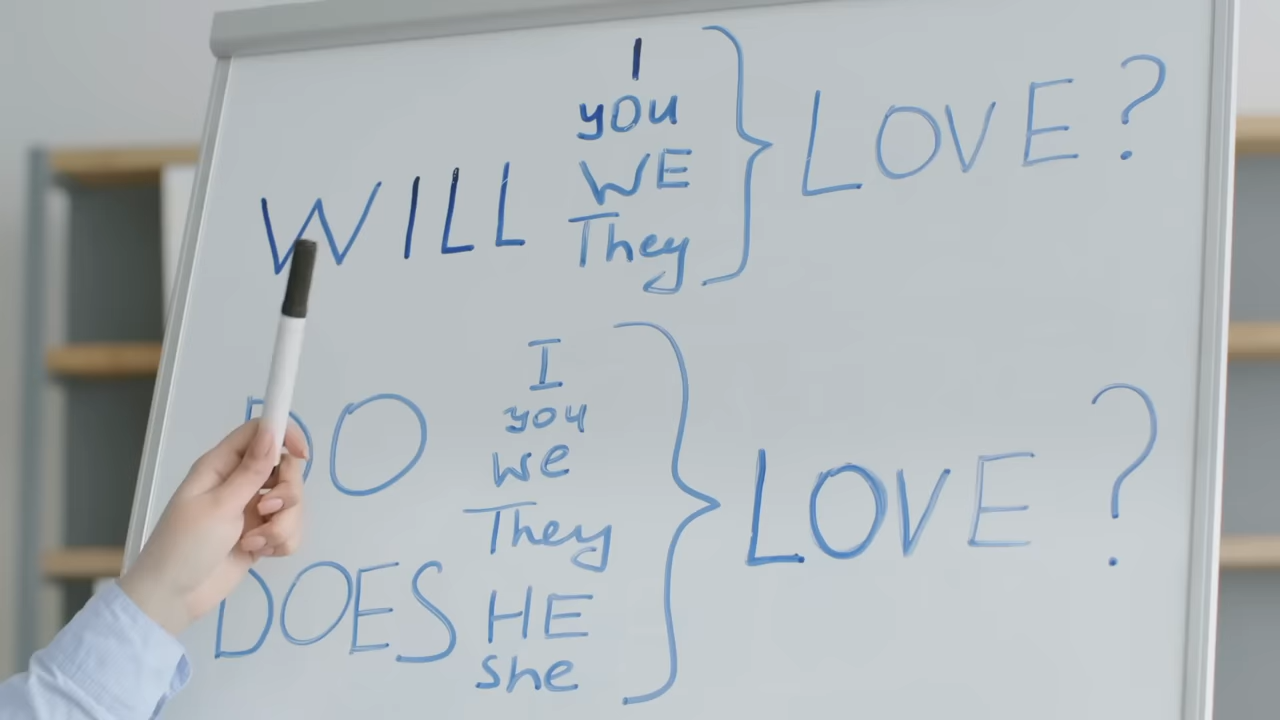 I
you
WILL WE } LOVE ?
They
I
you
DO we
They } LOVE ?
DOES HE
she